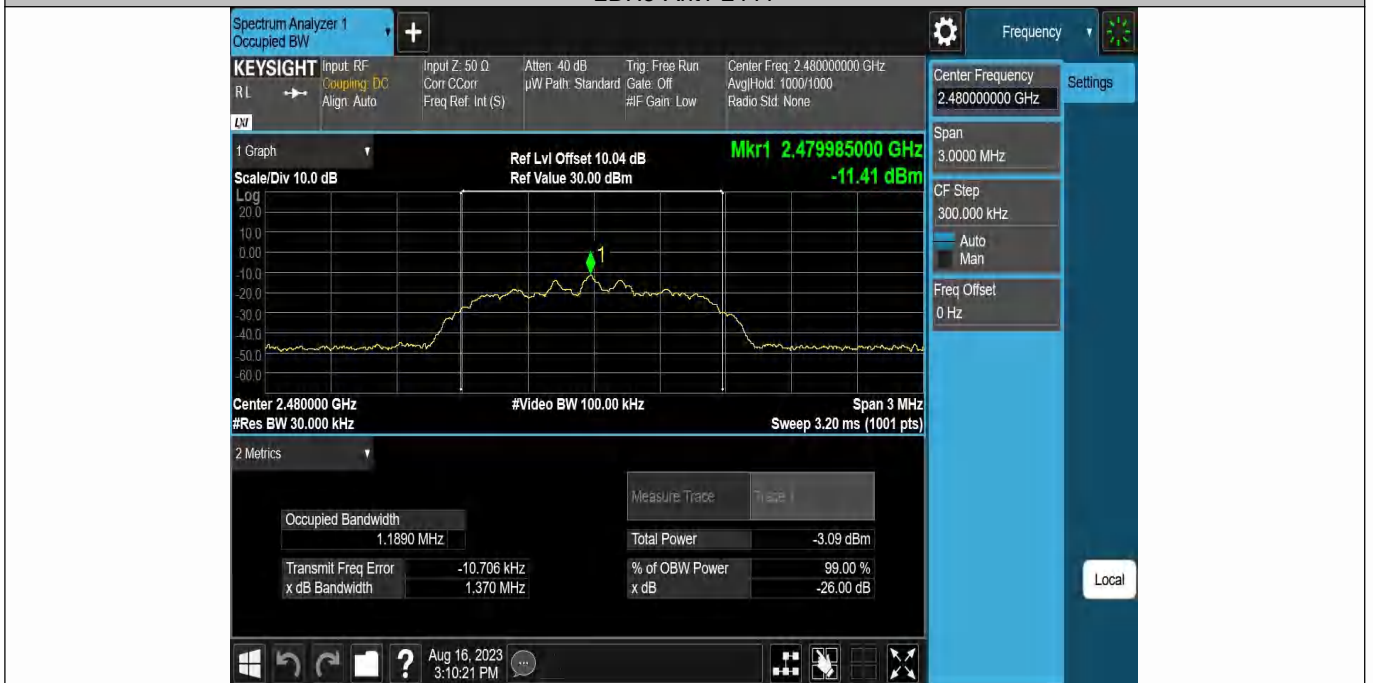 Spectrum Analyzer 1
Occupied BW
+
Frequency
KEYSIGHT
R L
LXI
Input: RF
Coupling: DC
Align: Auto
Input Z: 50 Ω
Corr CCorr
Freq Ref: Int (S)
Atten: 40 dB
µW Path: Standard
Trig: Free Run
Gate: Off
#IF Gain: Low
Center Freq: 2.480000000 GHz
Avg|Hold: 1000/1000
Radio Std: None
Center Frequency
2.480000000 GHz
Settings
Span
3.0000 MHz
CF Step
300.000 kHz
Auto
Man
Freq Offset
0 Hz
Local
1 Graph
Scale/Div 10.0 dB
Ref Lvl Offset 10.04 dB
Ref Value 30.00 dBm
Mkr1 2.479985000 GHz
-11.41 dBm
Log
20.0
10.0
0.00
-10.0
-20.0
-30.0
-40.0
-50.0
-60.0
1
Center 2.480000 GHz
#Res BW 30.000 kHz
#Video BW 100.00 kHz
Span 3 MHz
Sweep 3.20 ms (1001 pts)
2 Metrics
Measure Trace
Trace 1
Occupied Bandwidth
1.1890 MHz
Total Power
-3.09 dBm
Transmit Freq Error
-10.706 kHz
% of OBW Power
99.00 %
x dB Bandwidth
1.370 MHz
x dB
-26.00 dB
?
Aug 16, 2023
3:10:21 PM